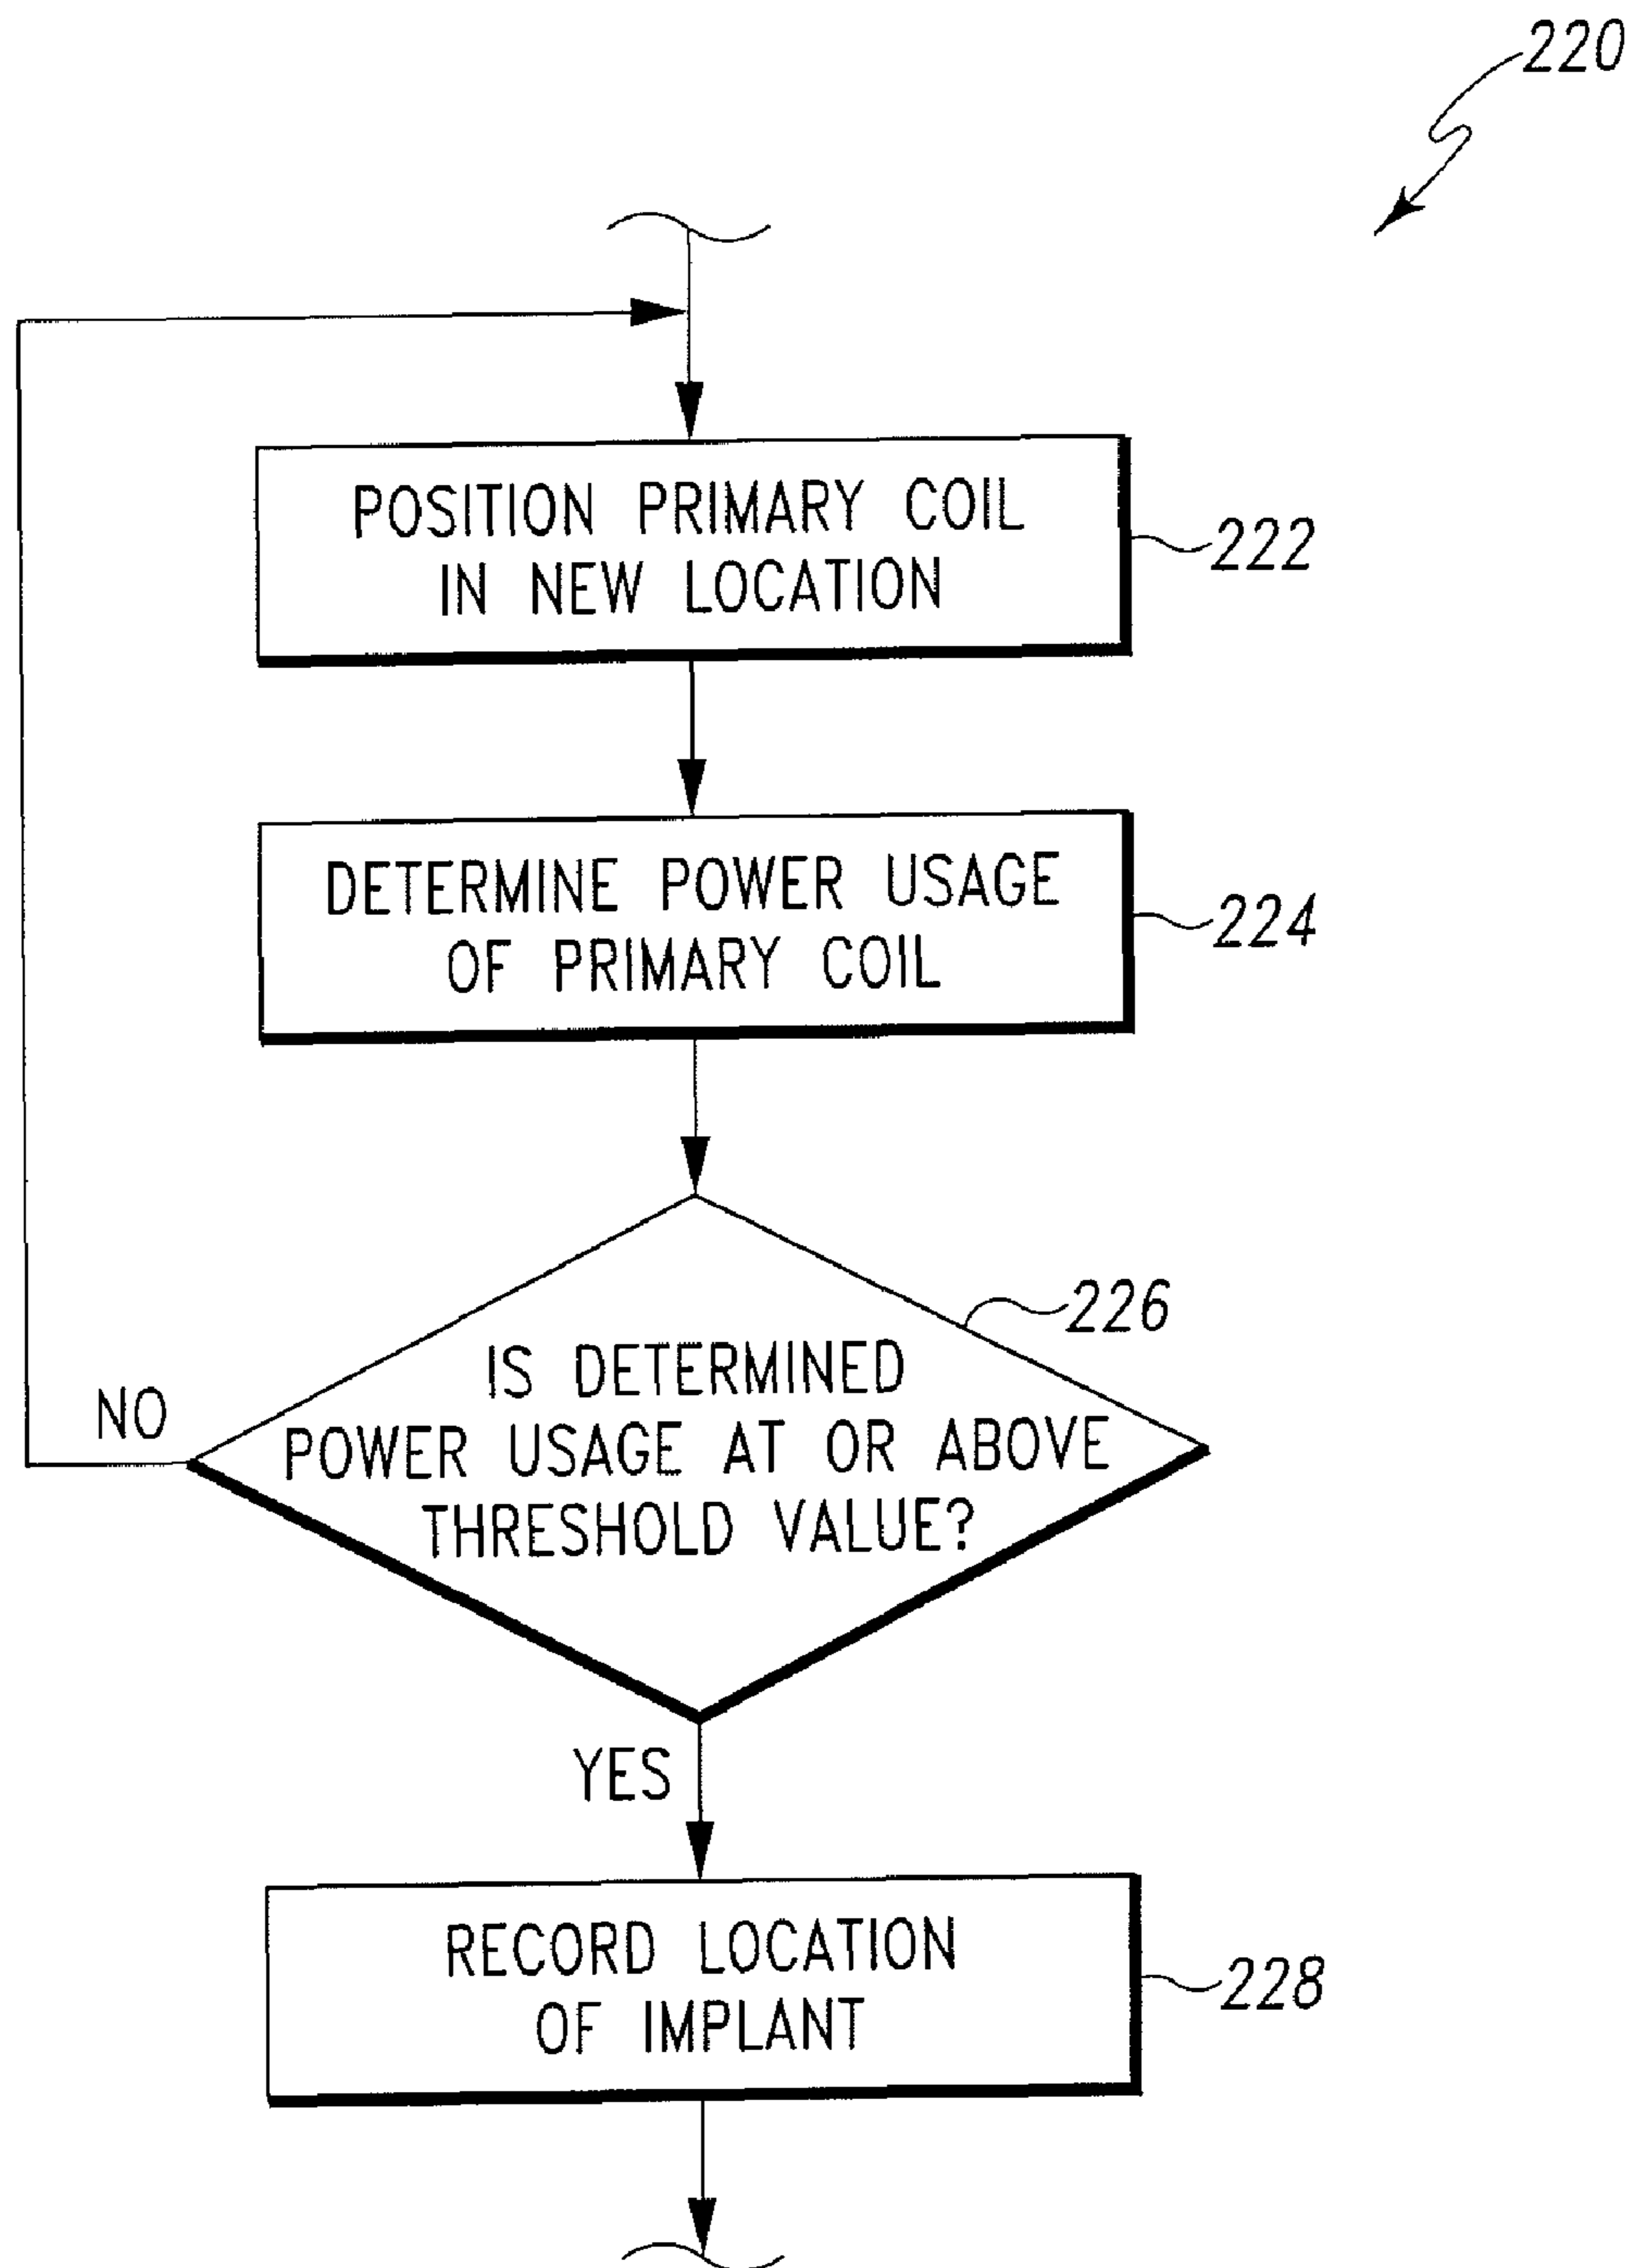 220
POSITION PRIMARY COIL
IN NEW LOCATION
222
DETERMINE POWER USAGE
OF PRIMARY COIL
224
226
IS DETERMINED
POWER USAGE AT OR ABOVE
THRESHOLD VALUE?
NO
YES
RECORD LOCATION
OF IMPLANT
228